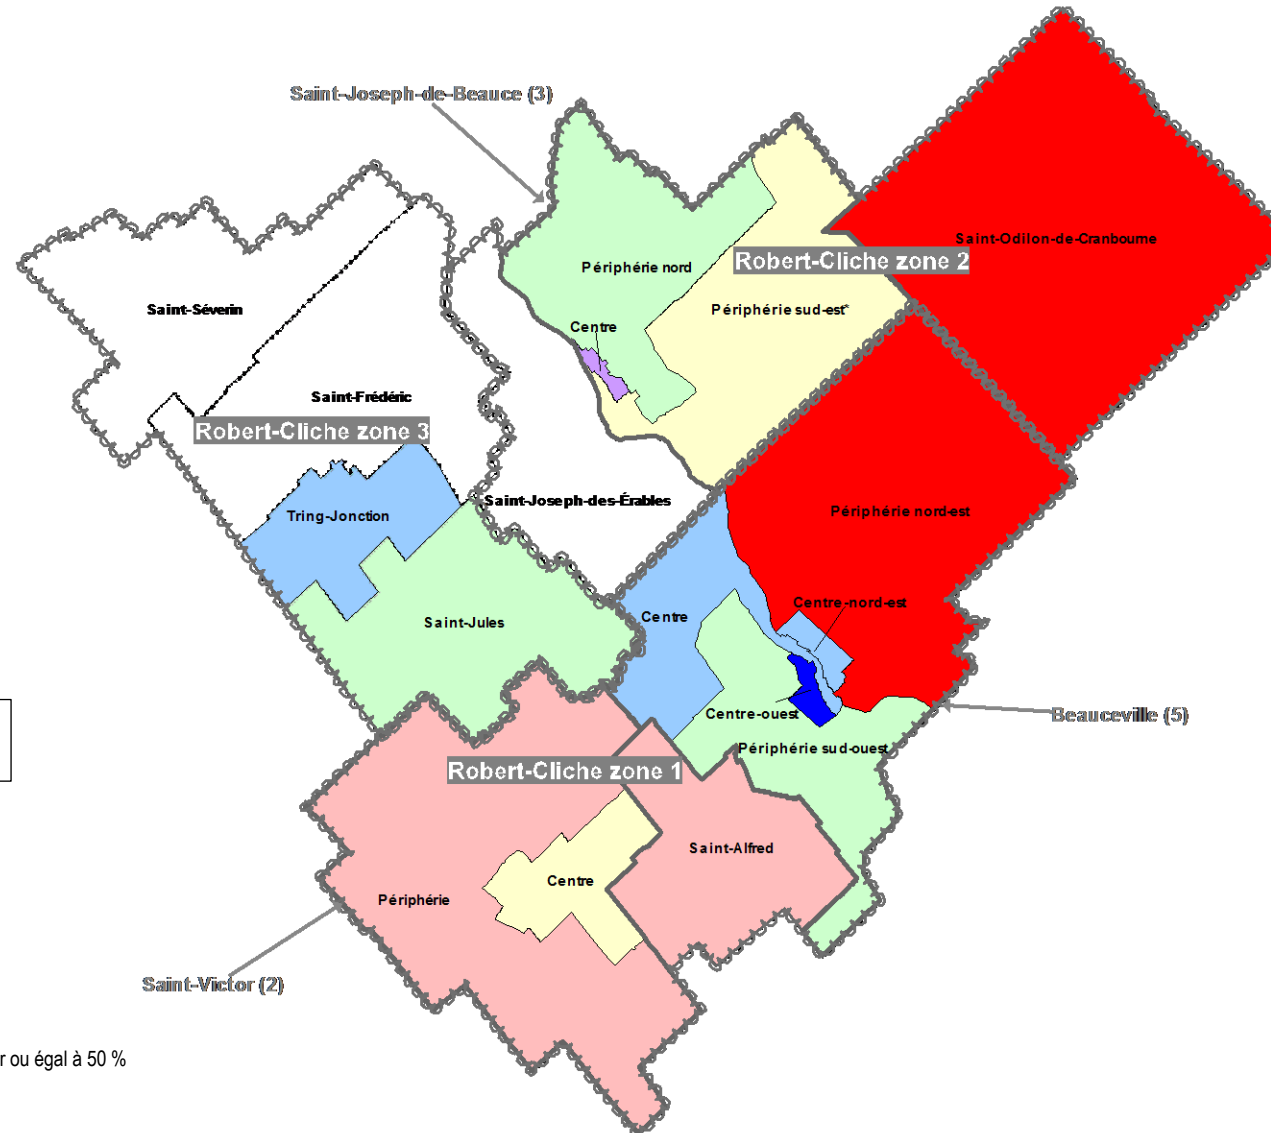 Saint-Joseph-de-Beauce (3)
Saint-Odilon-de-Cranbourne
Périphérie nord
Robert-Cliche zone 2
Saint-Séverin
Périphérie sud-est*
Centre
Saint-Frédéric
Robert-Cliche zone 3
Saint-Joseph-des-Érables
Tring-Jonction
Périphérie nord-est
Centre-nord-est
Centre
Saint-Jules
Centre-ouest
Beauceville (5)
Périphérie sud-ouest
Robert-Cliche zone 1
Saint-Alfred
Centre
Périphérie
Saint-Victor (2)
r ou égal à 50 %